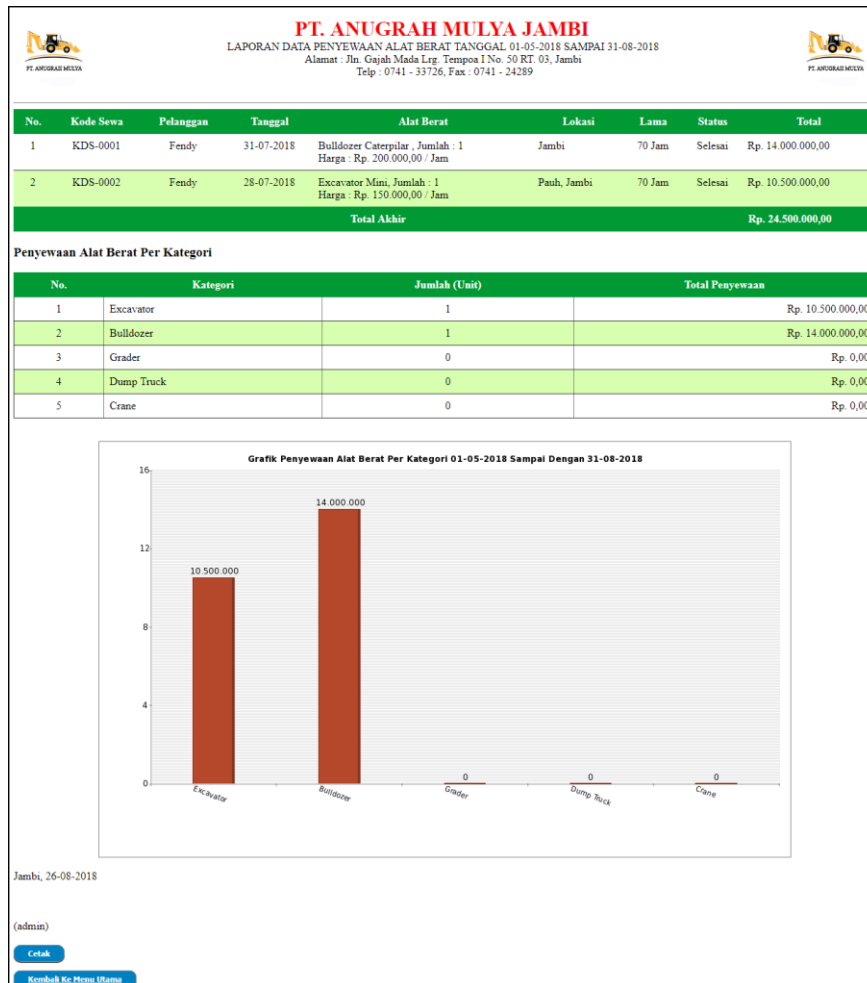 PT. ANUGRAH MULYA JAMBI
LAPORAN DATA PENYEWAAN ALAT BERAT TANGGAL 01-05-2018 SAMPAI 31-08-2018
Alamat : Jln. Gajah Mada Lrg. Tempoa I No. 50 RT. 03, Jambi
Telp : 0741 - 33726, Fax : 0741 - 24289
PT. ANUGRAH MULYA
PT. ANUGRAH MULYA
No. Kode Sewa Pelanggan Tanggal Alat Berat Lokasi Lama Status Total
1 KDS-0001 Fendy 31-07-2018 Bulldozer Caterpilar , Jumlah : 1 Jambi 70 Jam Selesai Rp. 14.000.000,00
Harga : Rp. 200.000,00 / Jam
2 KDS-0002 Fendy 28-07-2018 Excavator Mini, Jumlah : 1 Pauh, Jambi 70 Jam Selesai Rp. 10.500.000,00
Harga : Rp. 150.000,00 / Jam
Total Akhir Rp. 24.500.000,00
Penyewaan Alat Berat Per Kategori
No. Kategori Jumlah (Unit) Total Penyewaan
1 Excavator 1 Rp. 10.500.000,00
2 Bulldozer 1 Rp. 14.000.000,00
3 Grader 0 Rp. 0,00
4 Dump Truck 0 Rp. 0,00
5 Crane 0 Rp. 0,00
Grafik Penyewaan Alat Berat Per Kategori 01-05-2018 Sampai Dengan 31-08-2018
16
14.000.000
12
10.500.000
8
4
0 0 0 0
Excavator Bulldozer Grader Dump Truck Crane
Jambi, 26-08-2018
(admin)
Cetak
Kembali Ke Menu Utama